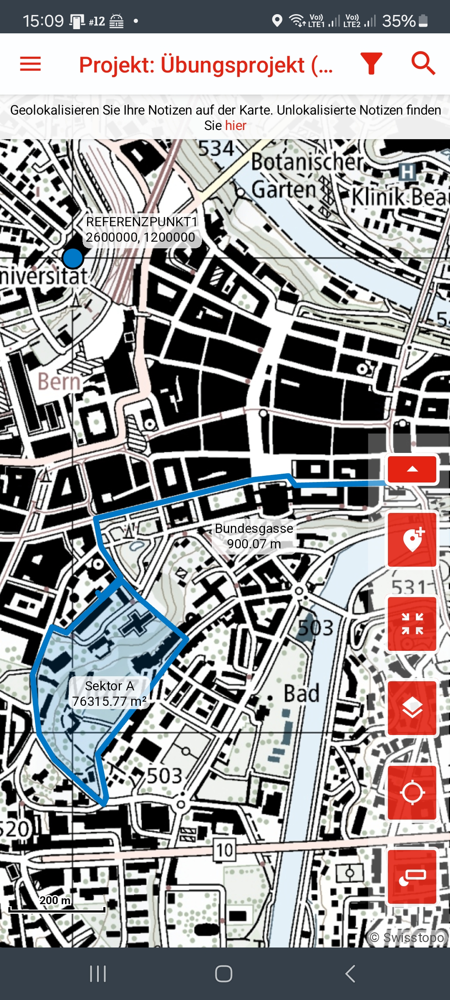 15:09 #12 Vo)) LTE1 Vo)) LTE2 35%
Projekt: Übungsprojekt (...
Geolokalisieren Sie Ihre Notizen auf der Karte. Unlokalisierte Notizen finden
Sie hier
534
Botanischer
Garten
H
Klinik Beau
REFERENZPUNKT1
2600000, 1200000
niversität
54
Bern
Bundesgasse
900.07 m
531
503
Sektor A
76315.77 m²
Bad
503
520
10
200 m
© Swisstopo